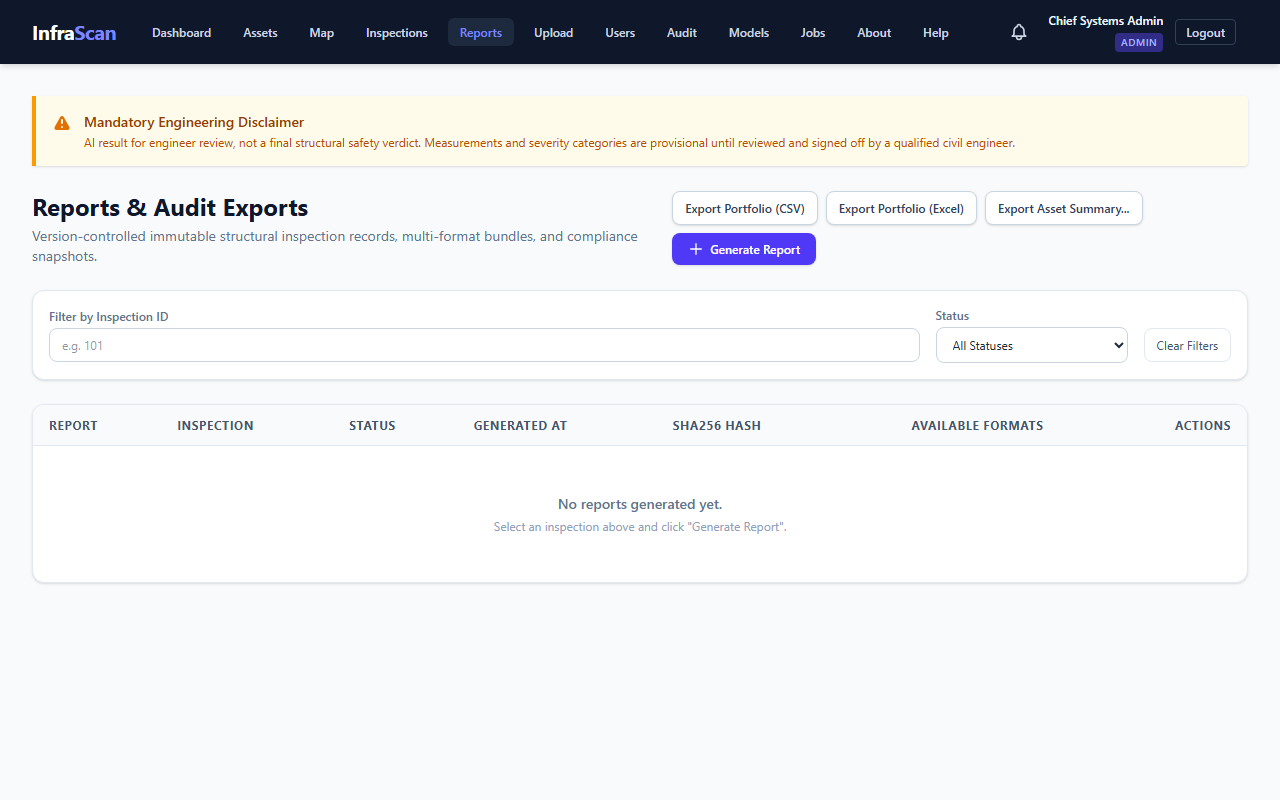 InfraScan
Dashboard
Assets
Map
Inspections
Reports
Upload
Users
Audit
Models
Jobs
About
Help
Chief Systems Admin
ADMIN
Logout
Mandatory Engineering Disclaimer
AI result for engineer review, not a final structural safety verdict. Measurements and severity categories are provisional until reviewed and signed off by a qualified civil engineer.
Reports & Audit Exports
Version-controlled immutable structural inspection records, multi-format bundles, and compliance
snapshots.
Export Portfolio (CSV)
Export Portfolio (Excel)
Export Asset Summary...
Generate Report
Filter by Inspection ID
e.g. 101
Status
All Statuses
Clear Filters
REPORT
INSPECTION
STATUS
GENERATED AT
SHA256 HASH
AVAILABLE FORMATS
ACTIONS
No reports generated yet.
Select an inspection above and click "Generate Report".